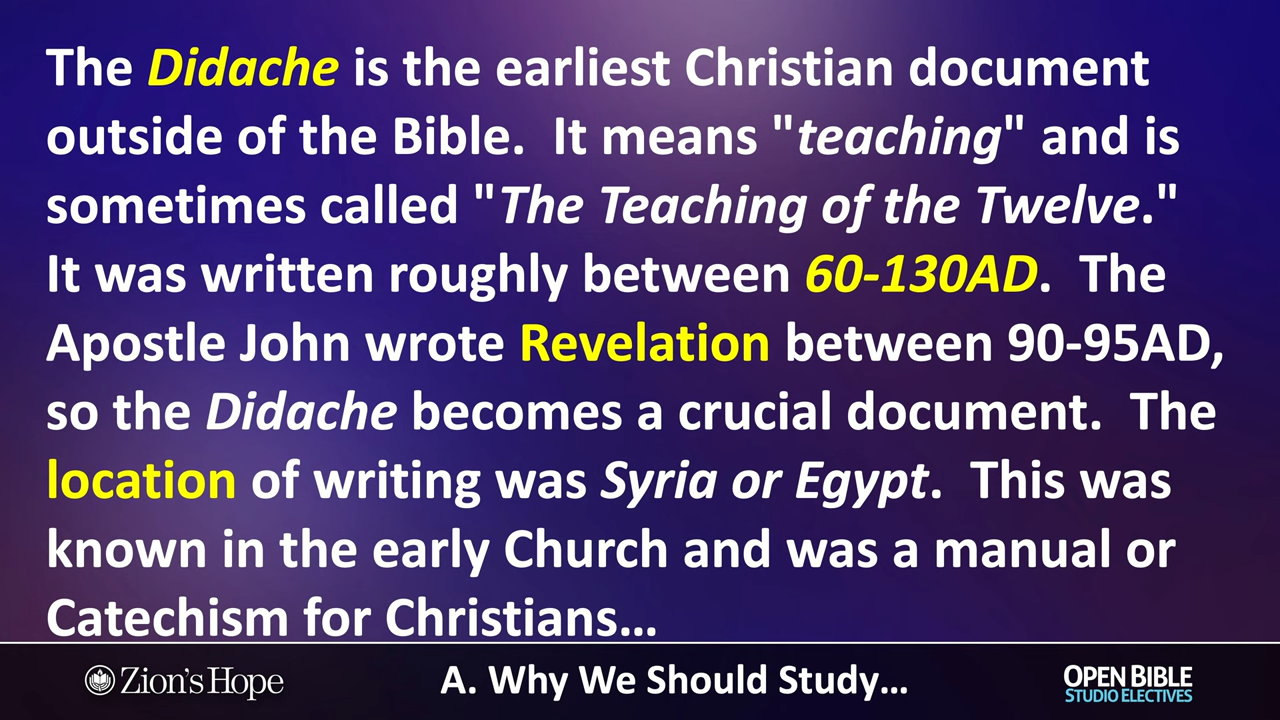 The Didache is the earliest Christian document
outside of the Bible.  It means "teaching" and is
sometimes called "The Teaching of the Twelve."
It was written roughly between 60-130AD.  The
Apostle John wrote Revelation between 90-95AD,
so the Didache becomes a crucial document.  The
location of writing was Syria or Egypt.  This was
known in the early Church and was a manual or
Catechism for Christians…
Zion's Hope
A. Why We Should Study…
OPEN BIBLE
STUDIO ELECTIVES